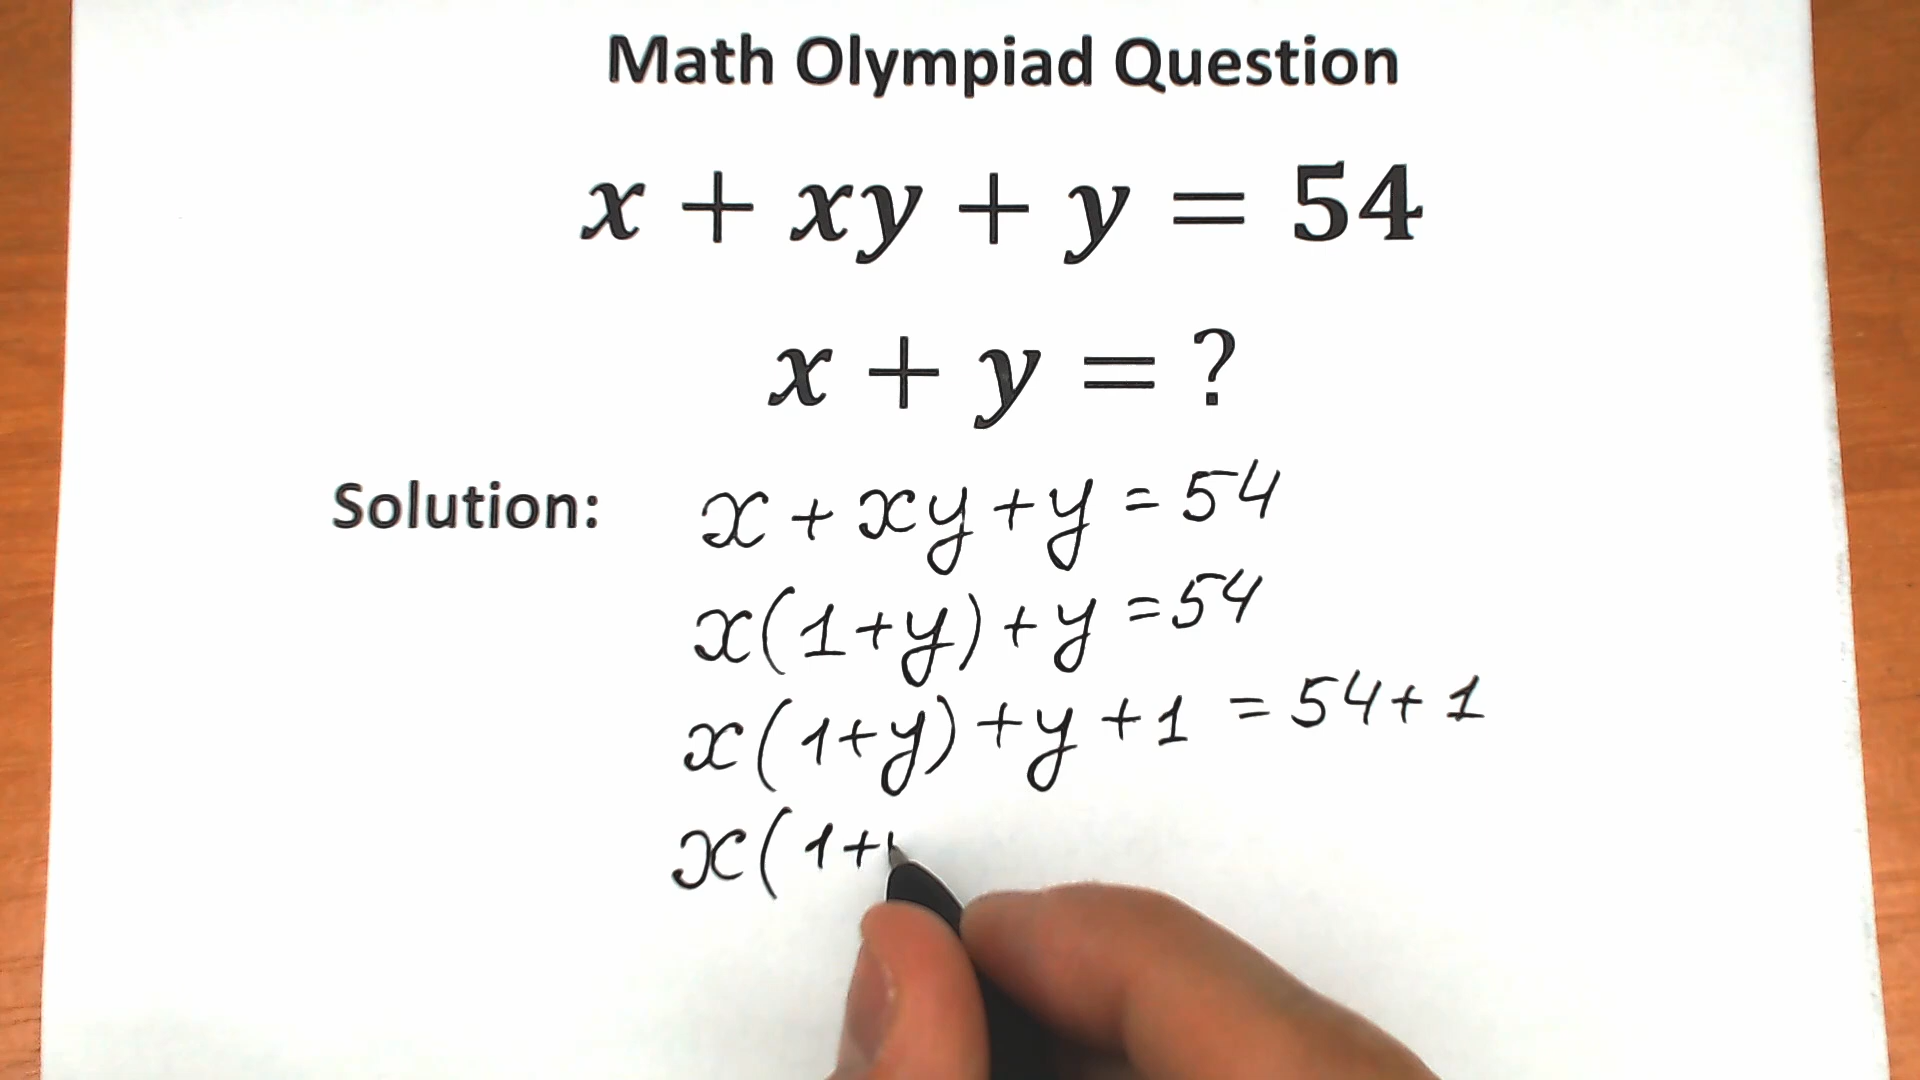 Math Olympiad Question
x + xy + y = 54
x + y = ?
Solution: x + xy + y = 54
x(1+y) + y = 54
x(1+y) + y + 1 = 54 + 1
x(1+